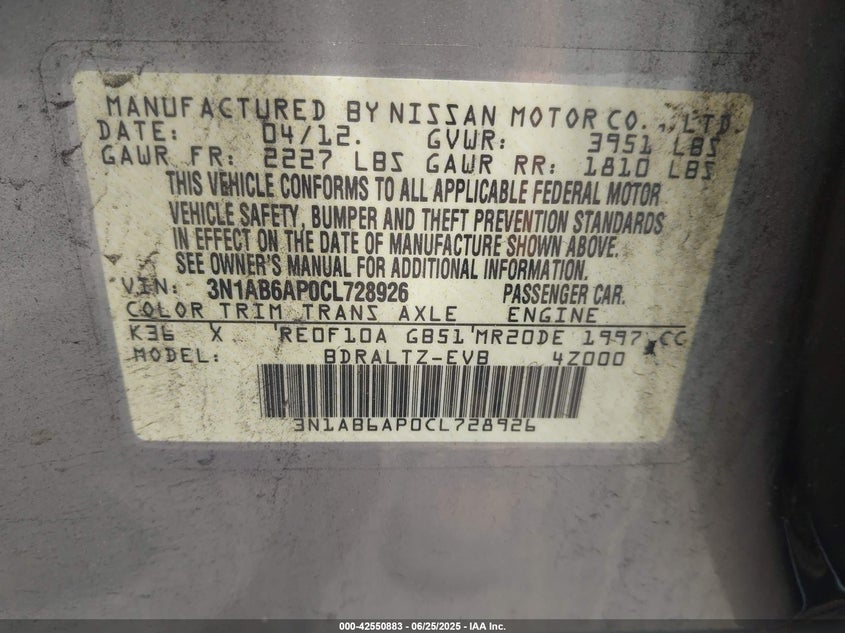 MANUFACTURED BY NISSAN MOTOR CO., LTD.
DATE: 04/12. GVWR: 3951 LBS
GAWR FR: 2227 LBS GAWR RR: 1810 LBS
THIS VEHICLE CONFORMS TO ALL APPLICABLE FEDERAL MOTOR
VEHICLE SAFETY, BUMPER AND THEFT PREVENTION STANDARDS
IN EFFECT ON THE DATE OF MANUFACTURE SHOWN ABOVE.
SEE OWNER'S MANUAL FOR ADDITIONAL INFORMATION.
VIN: 3N1AB6AP0CL728926 PASSENGER CAR.
COLOR TRIM TRANS AXLE ENGINE
K36 X RE0F10A GB51 MR20DE 1997 CC
MODEL: BDRALTZ-EVB 4Z000
3N1AB6AP0CL728926
000-42550883 / 06/25/2025 - IAA Inc.